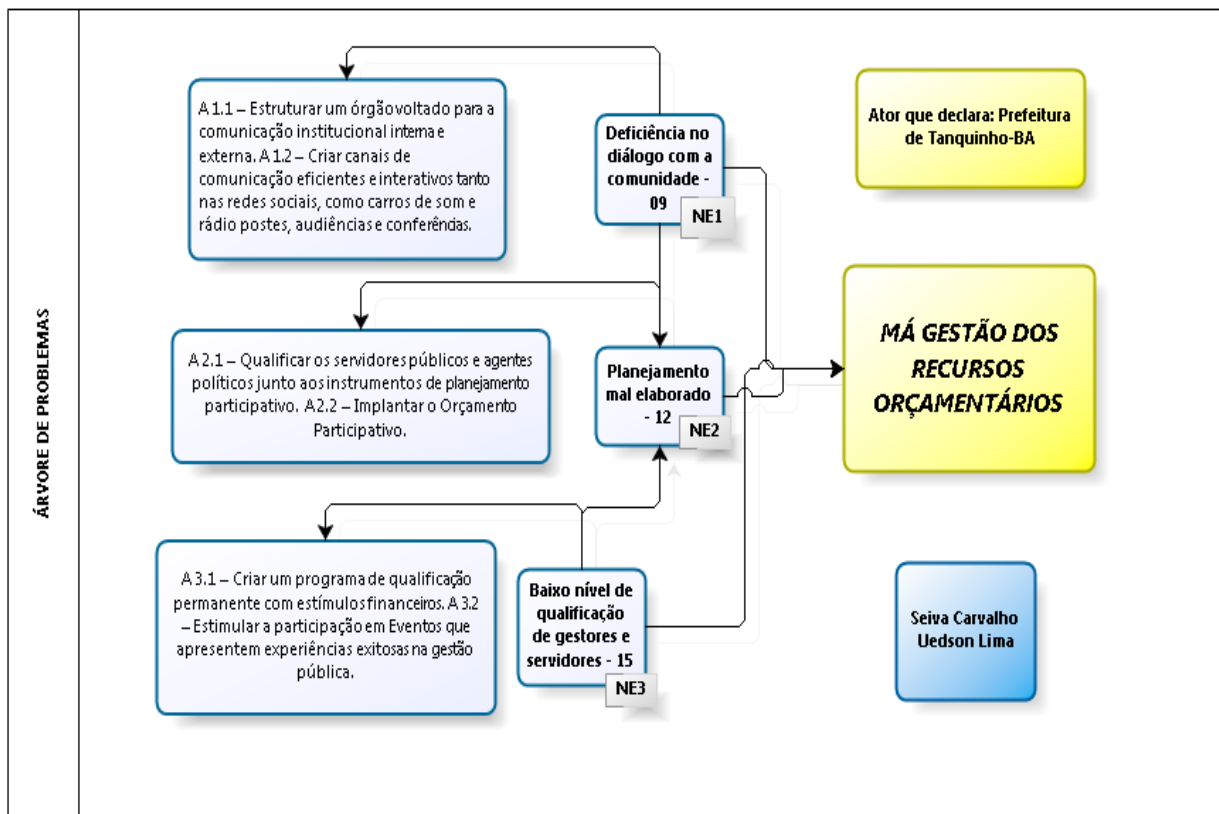 ÁRVORE DE PROBLEMAS
A 1.1 – Estruturar um órgão voltado para a
comunicação institucional interna e
externa. A 1.2 – Criar canais de
comunicação eficientes e interativos tanto
nas redes sociais, como carros de som e
rádio postes, audiências e conferências.
Deficiência no
diálogo com a
comunidade -
09
NE1
Ator que declara: Prefeitura
de Tanquinho-BA
A 2.1 – Qualificar os servidores públicos e agentes
políticos junto aos instrumentos de planejamento
participativo. A2.2 – Implantar o Orçamento
Participativo.
Planejamento
mal elaborado
- 12
NE2
MÁ GESTÃO DOS
RECURSOS
ORÇAMENTÁRIOS
A 3.1 – Criar um programa de qualificação
permanente com estímulos financeiros. A 3.2
– Estimular a participação em Eventos que
apresentem experiências exitosas na gestão
pública.
Baixo nível de
qualificação
de gestores e
servidores - 15
NE3
Seiva Carvalho
Uedson Lima